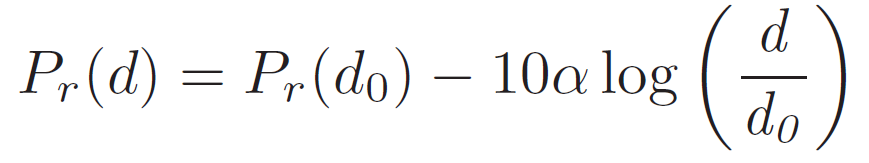 P_r(d) = P_r(d_0) − 10α log(d/d_0)